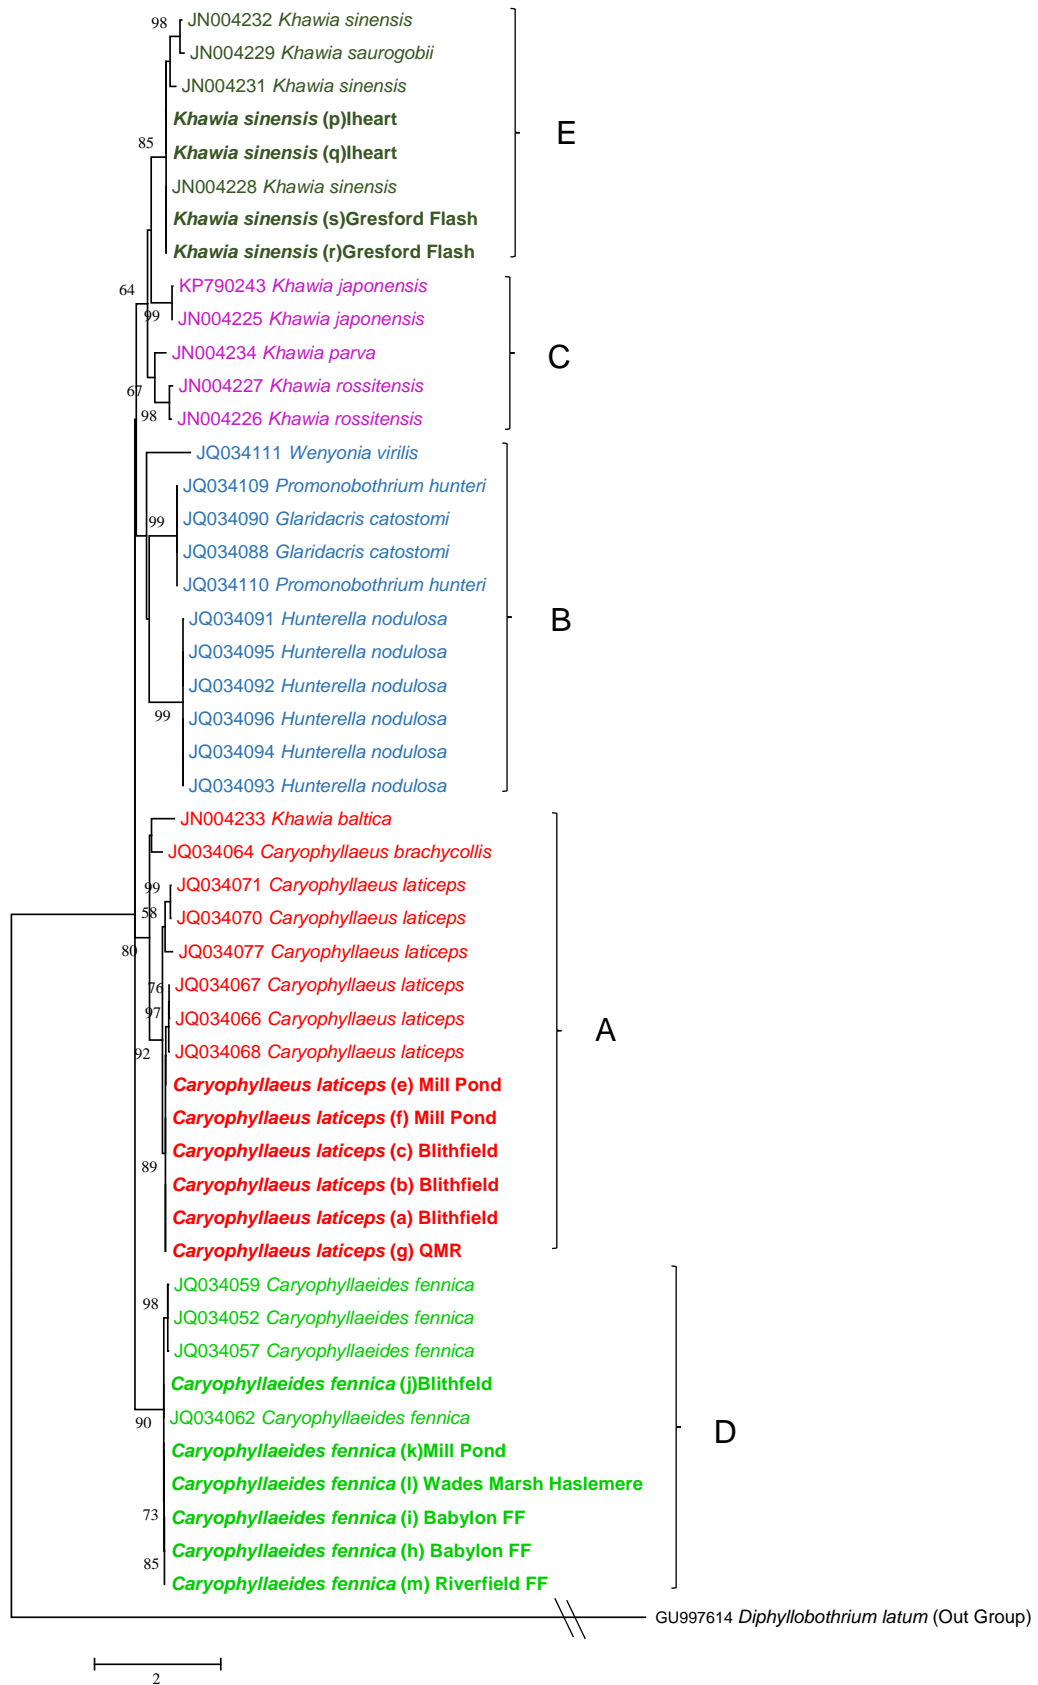 98
JN004232 Khawia sinensis
JN004229 Khawia saurogobii
JN004231 Khawia sinensis
Khawia sinensis (p)Iheart
E
85
Khawia sinensis (q)Iheart
JN004228 Khawia sinensis
Khawia sinensis (s)Gresford Flash
Khawia sinensis (r)Gresford Flash
64
KP790243 Khawia japonensis
99
JN004225 Khawia japonensis
JN004234 Khawia parva
C
67
JN004227 Khawia rossitensis
98
JN004226 Khawia rossitensis
JQ034111 Wenyonia virilis
JQ034109 Promonobothrium hunteri
99
JQ034090 Glaridacris catostomi
JQ034088 Glaridacris catostomi
JQ034110 Promonobothrium hunteri
JQ034091 Hunterella nodulosa
B
JQ034095 Hunterella nodulosa
JQ034092 Hunterella nodulosa
99
JQ034096 Hunterella nodulosa
JQ034094 Hunterella nodulosa
JQ034093 Hunterella nodulosa
JN004233 Khawia baltica
JQ034064 Caryophyllaeus brachycollis
99
JQ034071 Caryophyllaeus laticeps
58
JQ034070 Caryophyllaeus laticeps
80
JQ034077 Caryophyllaeus laticeps
76
JQ034067 Caryophyllaeus laticeps
97
JQ034066 Caryophyllaeus laticeps
A
92
JQ034068 Caryophyllaeus laticeps
Caryophyllaeus laticeps (e) Mill Pond
Caryophyllaeus laticeps (f) Mill Pond
Caryophyllaeus laticeps (c) Blithfield
89
Caryophyllaeus laticeps (b) Blithfield
Caryophyllaeus laticeps (a) Blithfield
Caryophyllaeus laticeps (g) QMR
JQ034059 Caryophyllaeides fennica
98
JQ034052 Caryophyllaeides fennica
JQ034057 Caryophyllaeides fennica
Caryophyllaeides fennica (j)Blithfeld
90
JQ034062 Caryophyllaeides fennica
D
Caryophyllaeides fennica (k)Mill Pond
Caryophyllaeides fennica (l) Wades Marsh Haslemere
73
Caryophyllaeides fennica (i) Babylon FF
Caryophyllaeides fennica (h) Babylon FF
85
Caryophyllaeides fennica (m) Riverfield FF
GU997614 Diphyllobothrium latum (Out Group)
2